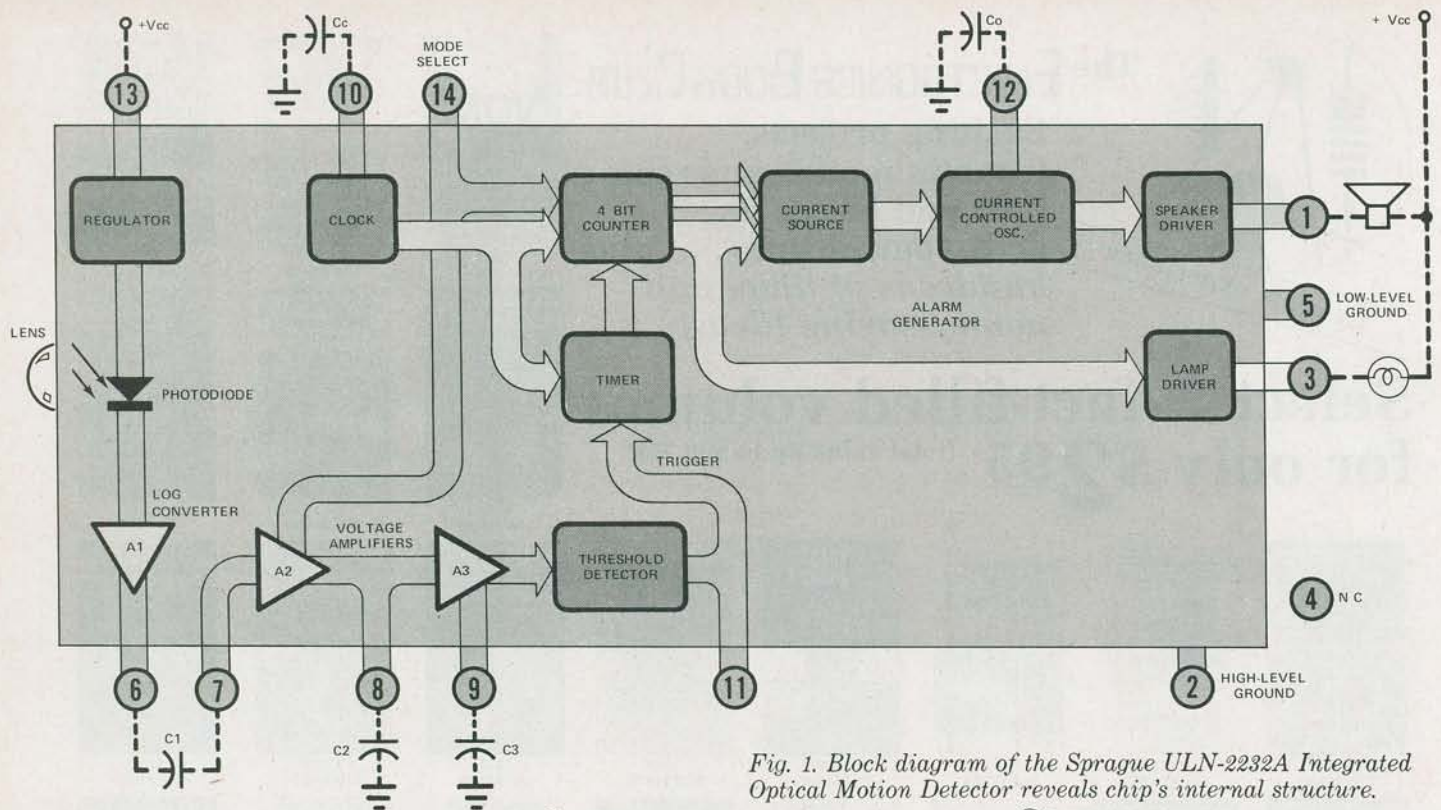 +Vcc
Cc
MODE
SELECT
Co
+ Vcc
13
10
14
12
REGULATOR
CLOCK
4 BIT
COUNTER
CURRENT
SOURCE
CURRENT
CONTROLLED
OSC.
SPEAKER
DRIVER
1
5
LOW-LEVEL
GROUND
ALARM
GENERATOR
LENS
PHOTODIODE
TIMER
LAMP
DRIVER
3
TRIGGER
LOG
CONVERTER
A1
VOLTAGE
AMPLIFIERS
A2
A3
THRESHOLD
DETECTOR
4
N C
6
7
8
9
11
2
HIGH-LEVEL
GROUND
C1
C2
C3
Fig. 1. Block diagram of the Sprague ULN-2232A Integrated
Optical Motion Detector reveals chip's internal structure.